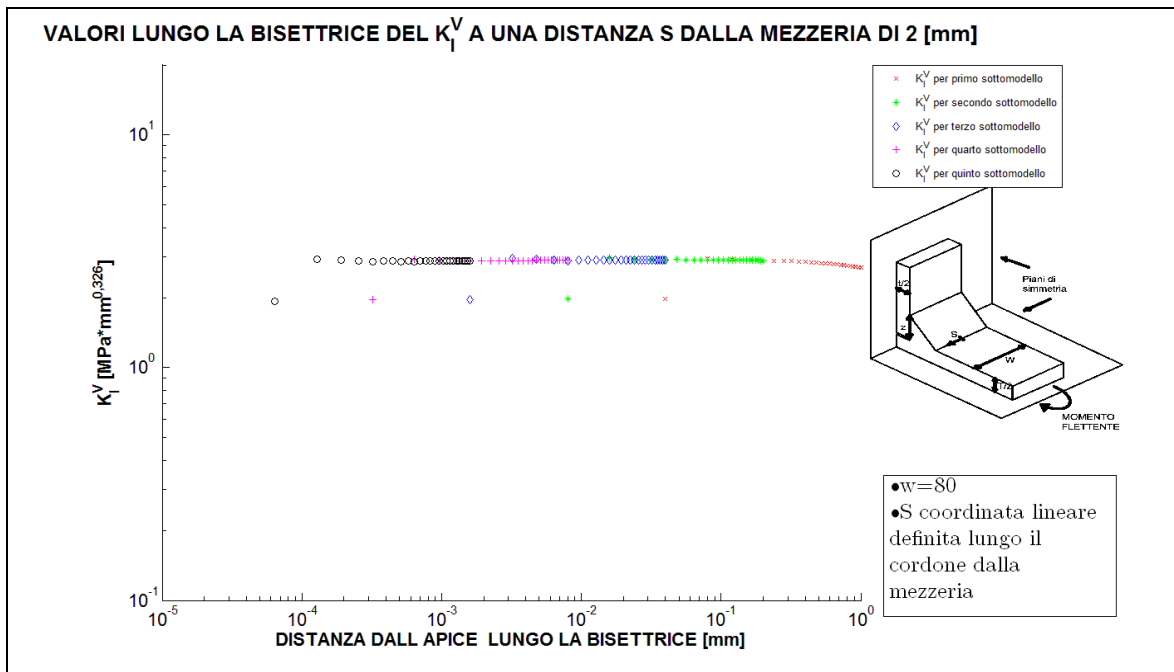 VALORI LUNGO LA BISETTRICE DEL K_I^V A UNA DISTANZA S DALLA MEZZERIA DI 2 [mm]
K_I^V per primo sottomodello
K_I^V per secondo sottomodello
K_I^V per terzo sottomodello
K_I^V per quarto sottomodello
K_I^V per quinto sottomodello
10^1
10^0
10^-1
K_I^V [MPa*mm^0,326]
10^-5
10^-4
10^-3
10^-2
10^-1
10^0
DISTANZA DALL APICE LUNGO LA BISETTRICE [mm]
t/2
z
S
W
T/2
Piani di
simmetria
MOMENTO
FLETTENTE
●w=80
●S coordinata lineare
definita lungo il
cordone dalla
mezzeria